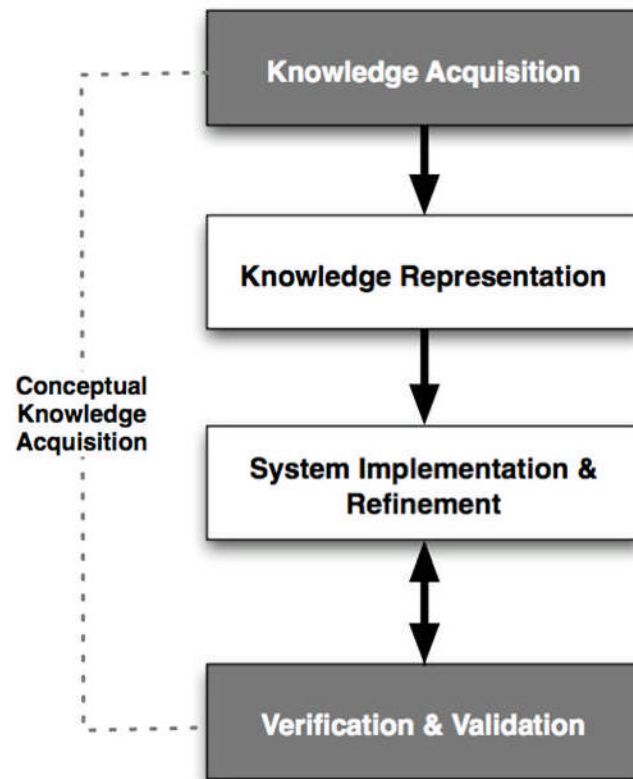 Knowledge Acquisition
Knowledge Representation
Conceptual
Knowledge
Acquisition
System Implementation &
Refinement
Verification & Validation